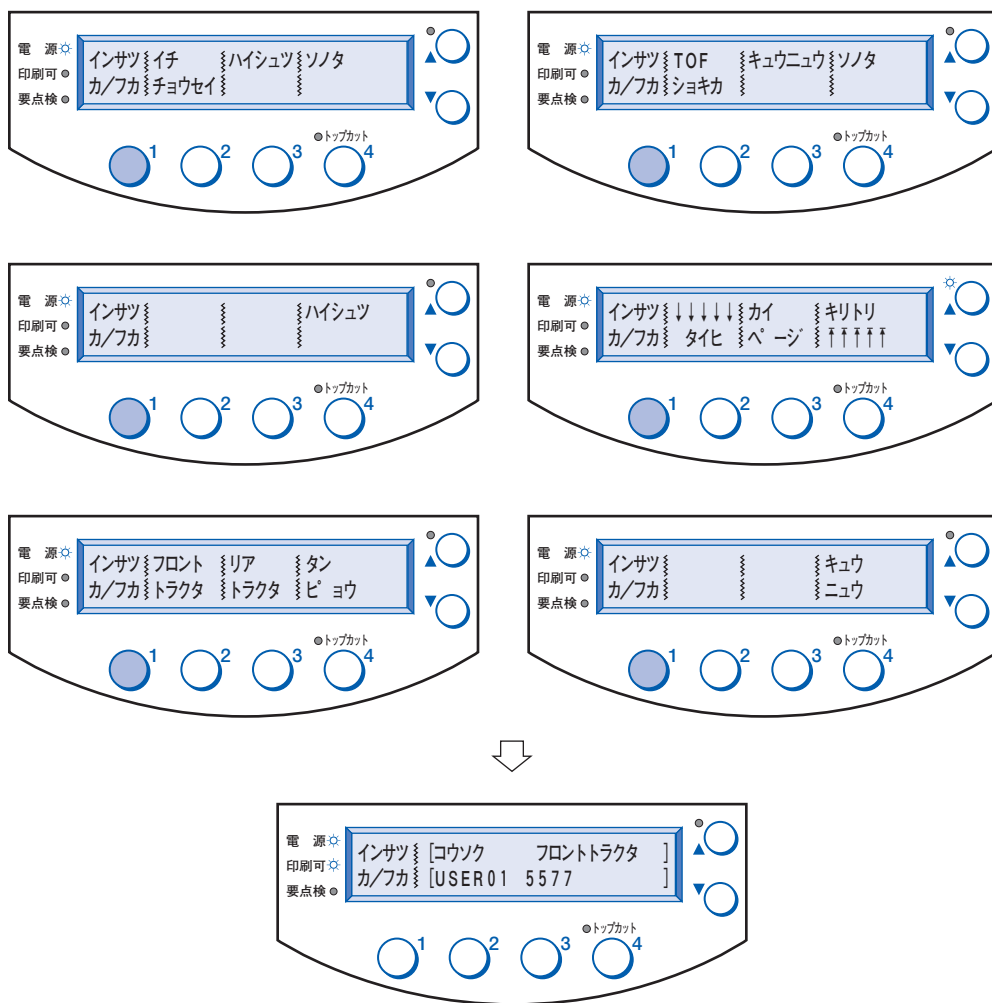 電 源
印刷可
要点検
インサツ イチ ハイシュツ ソノタ
カ/フカ チョウセイ
トップカット
1 2 3 4
電 源
印刷可
要点検
インサツ TOF キュウニュウ ソノタ
カ/フカ ショキカ
トップカット
1 2 3 4
電 源
印刷可
要点検
インサツ ハイシュツ
カ/フカ
トップカット
1 2 3 4
電 源
印刷可
要点検
インサツ ↓↓↓↓↓ カイ キリトリ
カ/フカ タイヒ ペ ージ ↑↑↑↑↑
トップカット
1 2 3 4
電 源
印刷可
要点検
インサツ フロント リア タン
カ/フカ トラクタ トラクタ ピ ョウ
トップカット
1 2 3 4
電 源
印刷可
要点検
インサツ キュウ
カ/フカ ニュウ
トップカット
1 2 3 4
電 源
印刷可
要点検
インサツ [コウソク フロントトラクタ ]
カ/フカ [USER01 5577 ]
トップカット
1 2 3 4